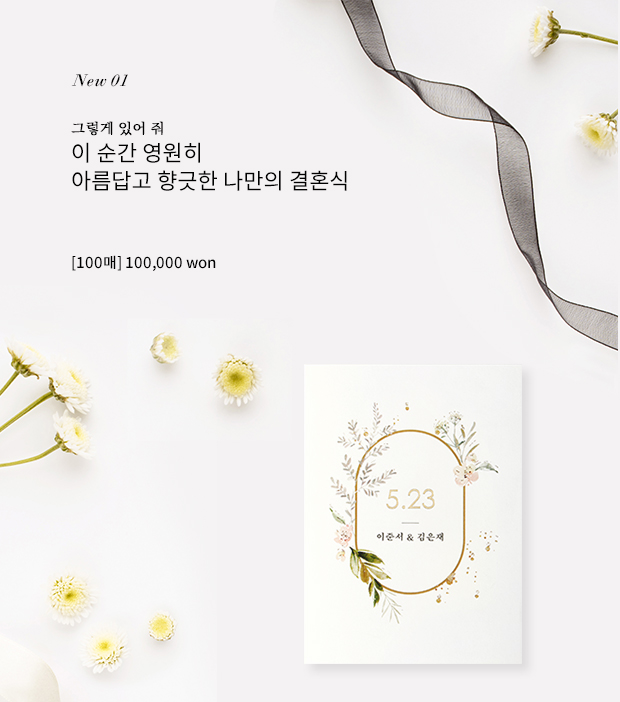 New 01
그렇게 있어 줘
이 순간 영원히
아름답고 향긋한 나만의 결혼식
[100매] 100,000 won
5.23
이준서 & 김은재